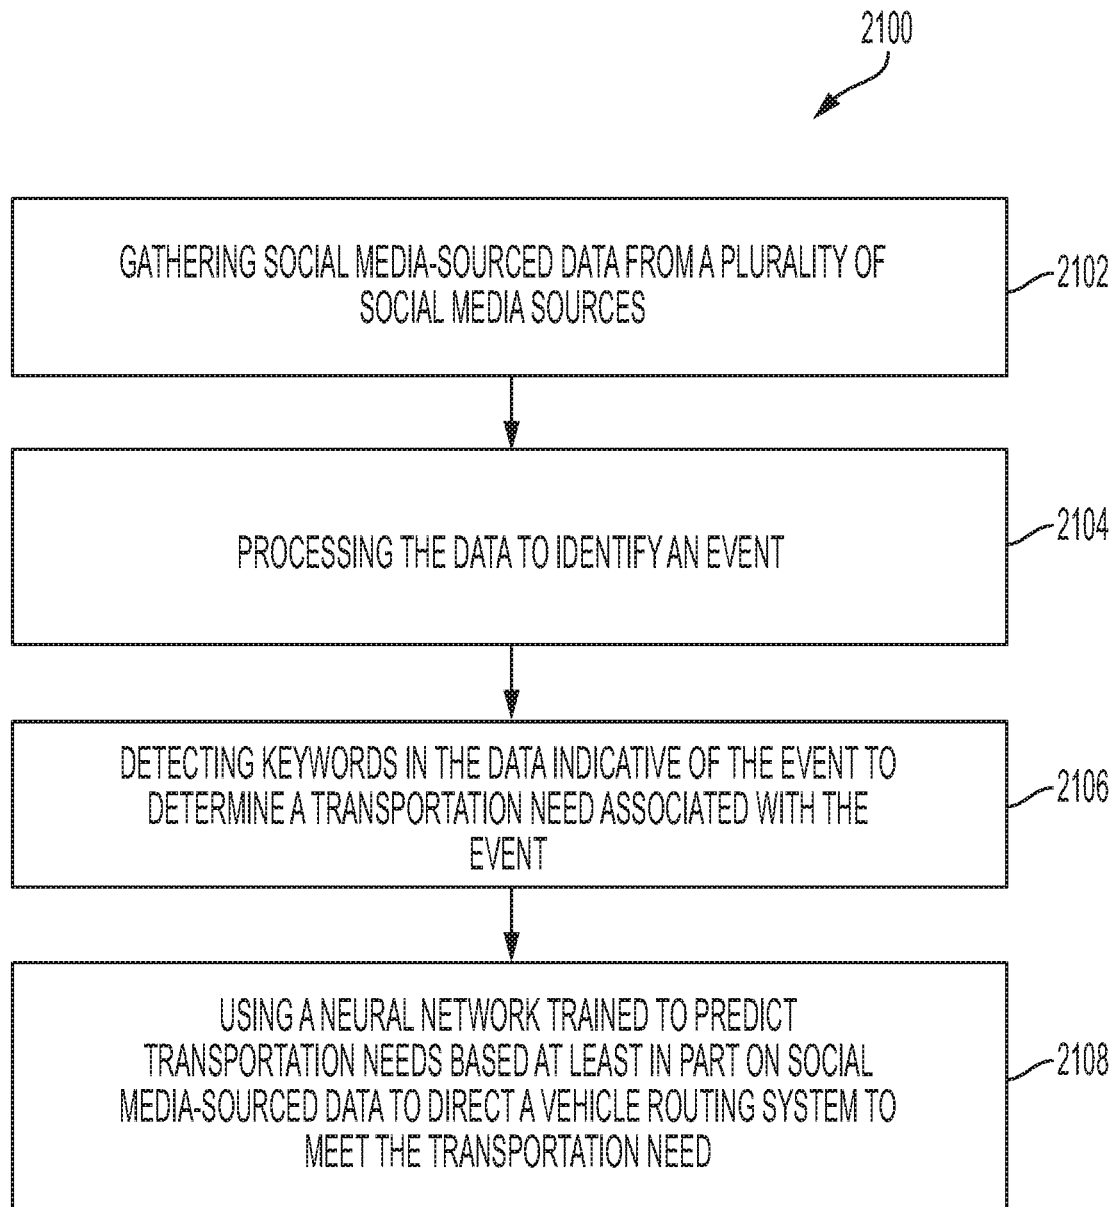 2100
GATHERING SOCIAL MEDIA-SOURCED DATA FROM A PLURALITY OF
SOCIAL MEDIA SOURCES
2102
PROCESSING THE DATA TO IDENTIFY AN EVENT
2104
DETECTING KEYWORDS IN THE DATA INDICATIVE OF THE EVENT TO
DETERMINE A TRANSPORTATION NEED ASSOCIATED WITH THE
EVENT
2106
USING A NEURAL NETWORK TRAINED TO PREDICT
TRANSPORTATION NEEDS BASED AT LEAST IN PART ON SOCIAL
MEDIA-SOURCED DATA TO DIRECT A VEHICLE ROUTING SYSTEM TO
MEET THE TRANSPORTATION NEED
2108